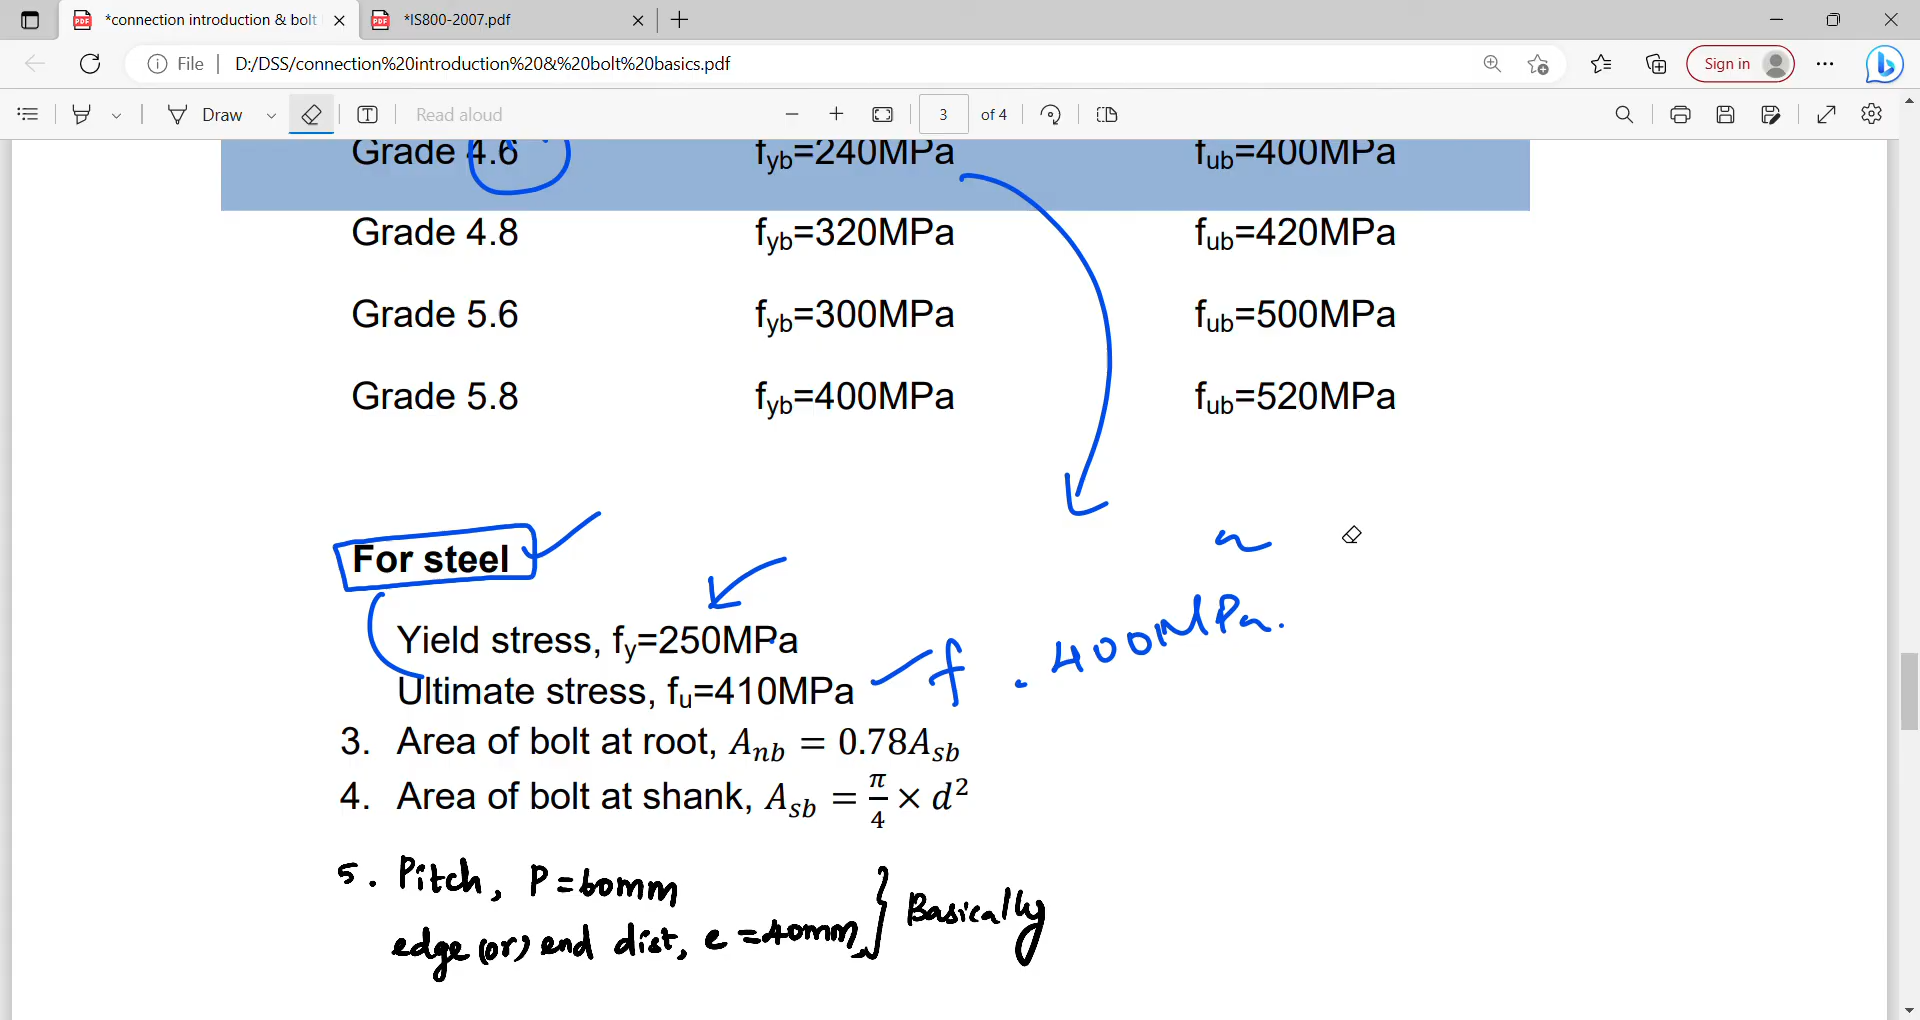 *connection introduction & bolt
*IS800-2007.pdf
File
D:/DSS/connection%20introduction%20&%20bolt%20basics.pdf
Sign in
Draw
Read aloud
3
of 4
Grade 4.6 fyb=240MPa fub=400MPa
Grade 4.8 fyb=320MPa fub=420MPa
Grade 5.6 fyb=300MPa fub=500MPa
Grade 5.8 fyb=400MPa fub=520MPa
For steel
Yield stress, fy=250MPa
400MPa.
Ultimate stress, fu=410MPa f
3. Area of bolt at root, Anb = 0.78Asb
4. Area of bolt at shank, Asb = π/4 × d²
5. Pitch, P=60mm
edge (or) end dist, e =40mm, } Basically